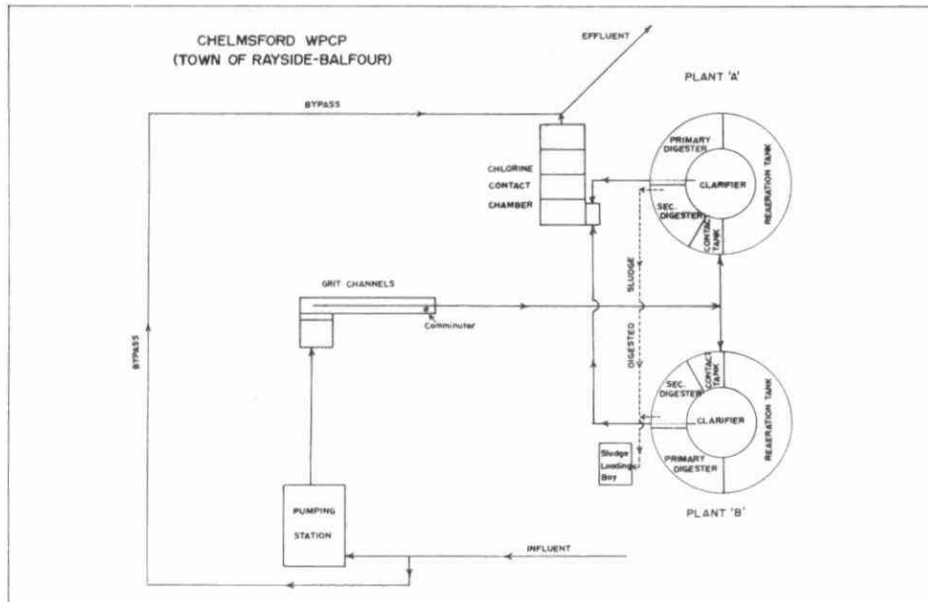 CHELMSFORD WPCP
(TOWN OF RAYSIDE-BALFOUR)
EFFLUENT
PLANT 'A'
BYPASS
PRIMARY
DIGESTER
CHLORINE
CONTACT
CHAMBER
CLARIFIER
REAERATION TANK
SEC.
DIGESTER
CONTACT
TANK
SLUDGE
GRIT CHANNELS
Comminuter
BYPASS
DIGESTED
CONTACT
TANK
SEC.
DIGESTER
CLARIFIER
REAERATION TANK
PRIMARY
DIGESTER
Sludge
Loading
Bay
PUMPING
STATION
PLANT 'B'
INFLUENT